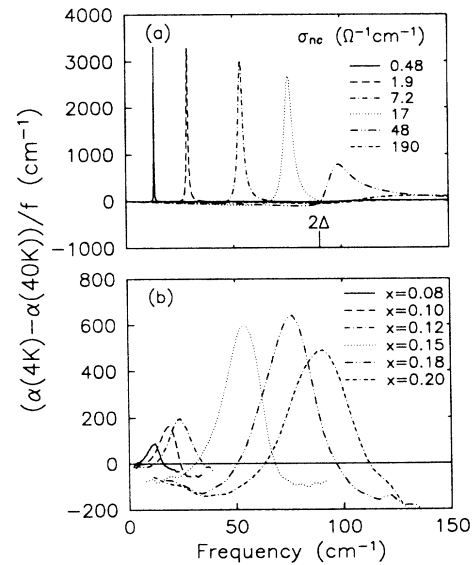 (α(4K)−α(40K))/f (cm⁻¹)
(a)
σnc (Ω⁻¹cm⁻¹)
0.48
1.9
7.2
17
48
190
4000
3000
2000
1000
0
−1000
2Δ
(b)
x=0.08
x=0.10
x=0.12
x=0.15
x=0.18
x=0.20
800
600
400
200
0
−200
0 50 100 150
Frequency (cm⁻¹)